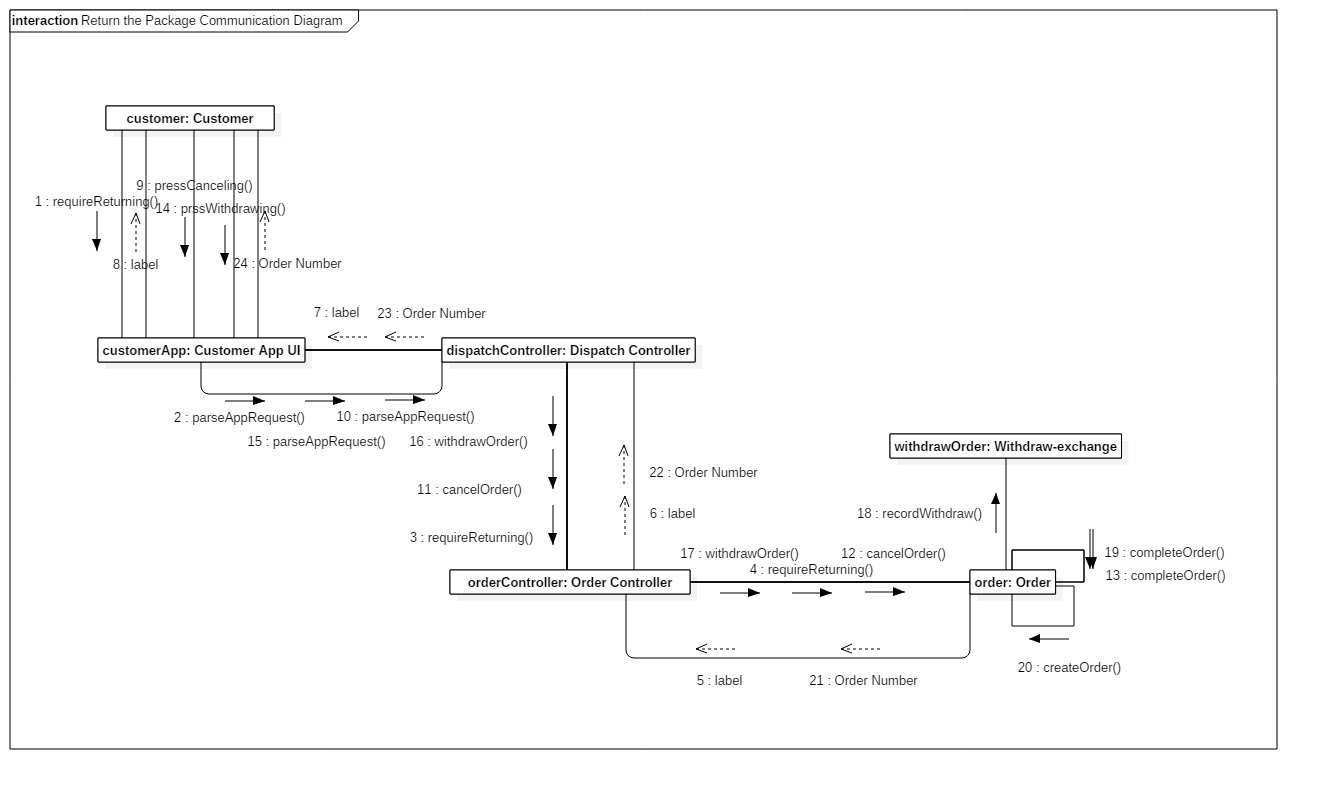 interaction Return the Package Communication Diagram
customer: Customer
9 : pressCanceling()
1 : requireReturning()
14 : prssWithdrawing()
8 : label
24 : Order Number
7 : label
23 : Order Number
customerApp: Customer App UI
dispatchController: Dispatch Controller
2 : parseAppRequest()
10 : parseAppRequest()
15 : parseAppRequest()
16 : withdrawOrder()
withdrawOrder: Withdraw-exchange
22 : Order Number
11 : cancelOrder()
6 : label
18 : recordWithdraw()
3 : requireReturning()
17 : withdrawOrder()
12 : cancelOrder()
19 : completeOrder()
4 : requireReturning()
13 : completeOrder()
orderController: Order Controller
order: Order
20 : createOrder()
5 : label
21 : Order Number